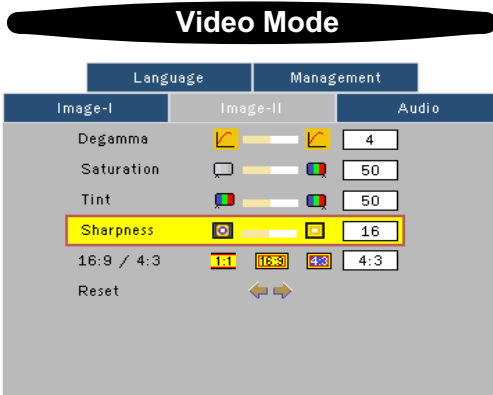 Video Mode
Language Management
Image-I Image-II Audio
Degamma 4
Saturation 50
Tint 50
Sharpness 16
16:9 / 4:3 1:1 16:9 4:3 4:3
Reset